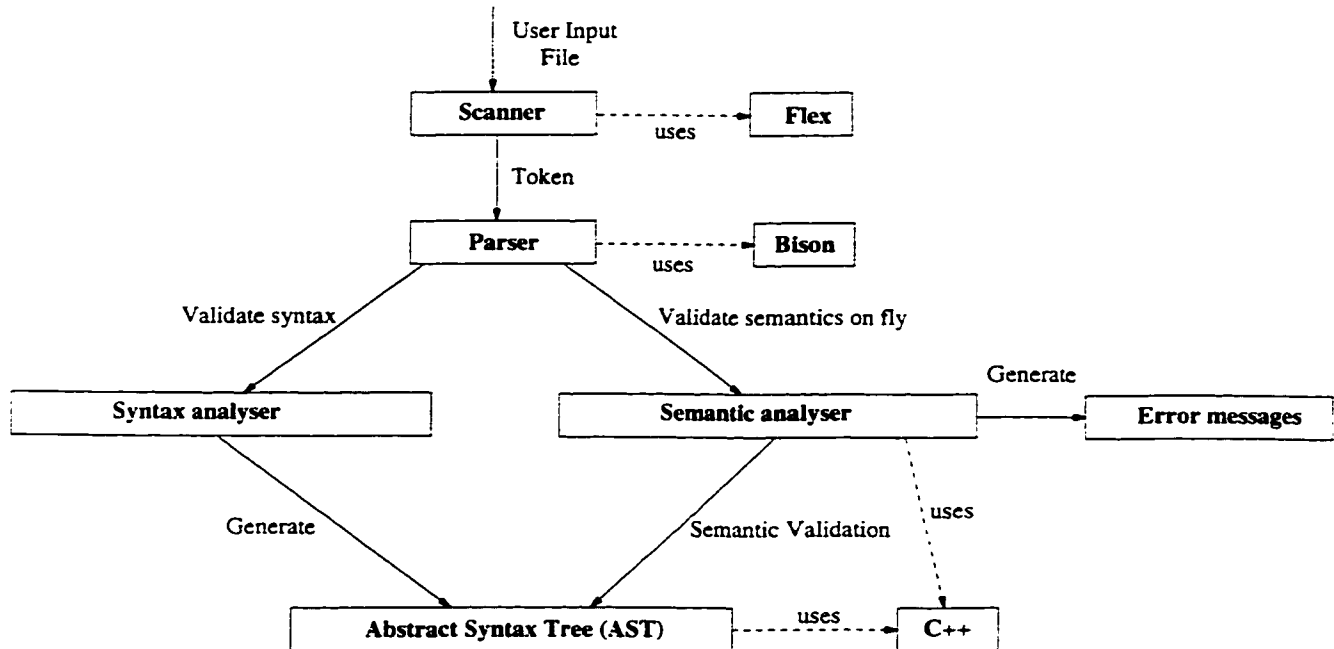 User Input
File
Scanner
uses
Flex
Token
Parser
uses
Bison
Validate syntax
Validate semantics on fly
Syntax analyser
Semantic analyser
Generate
Error messages
Generate
Semantic Validation
uses
Abstract Syntax Tree (AST)
uses
C++